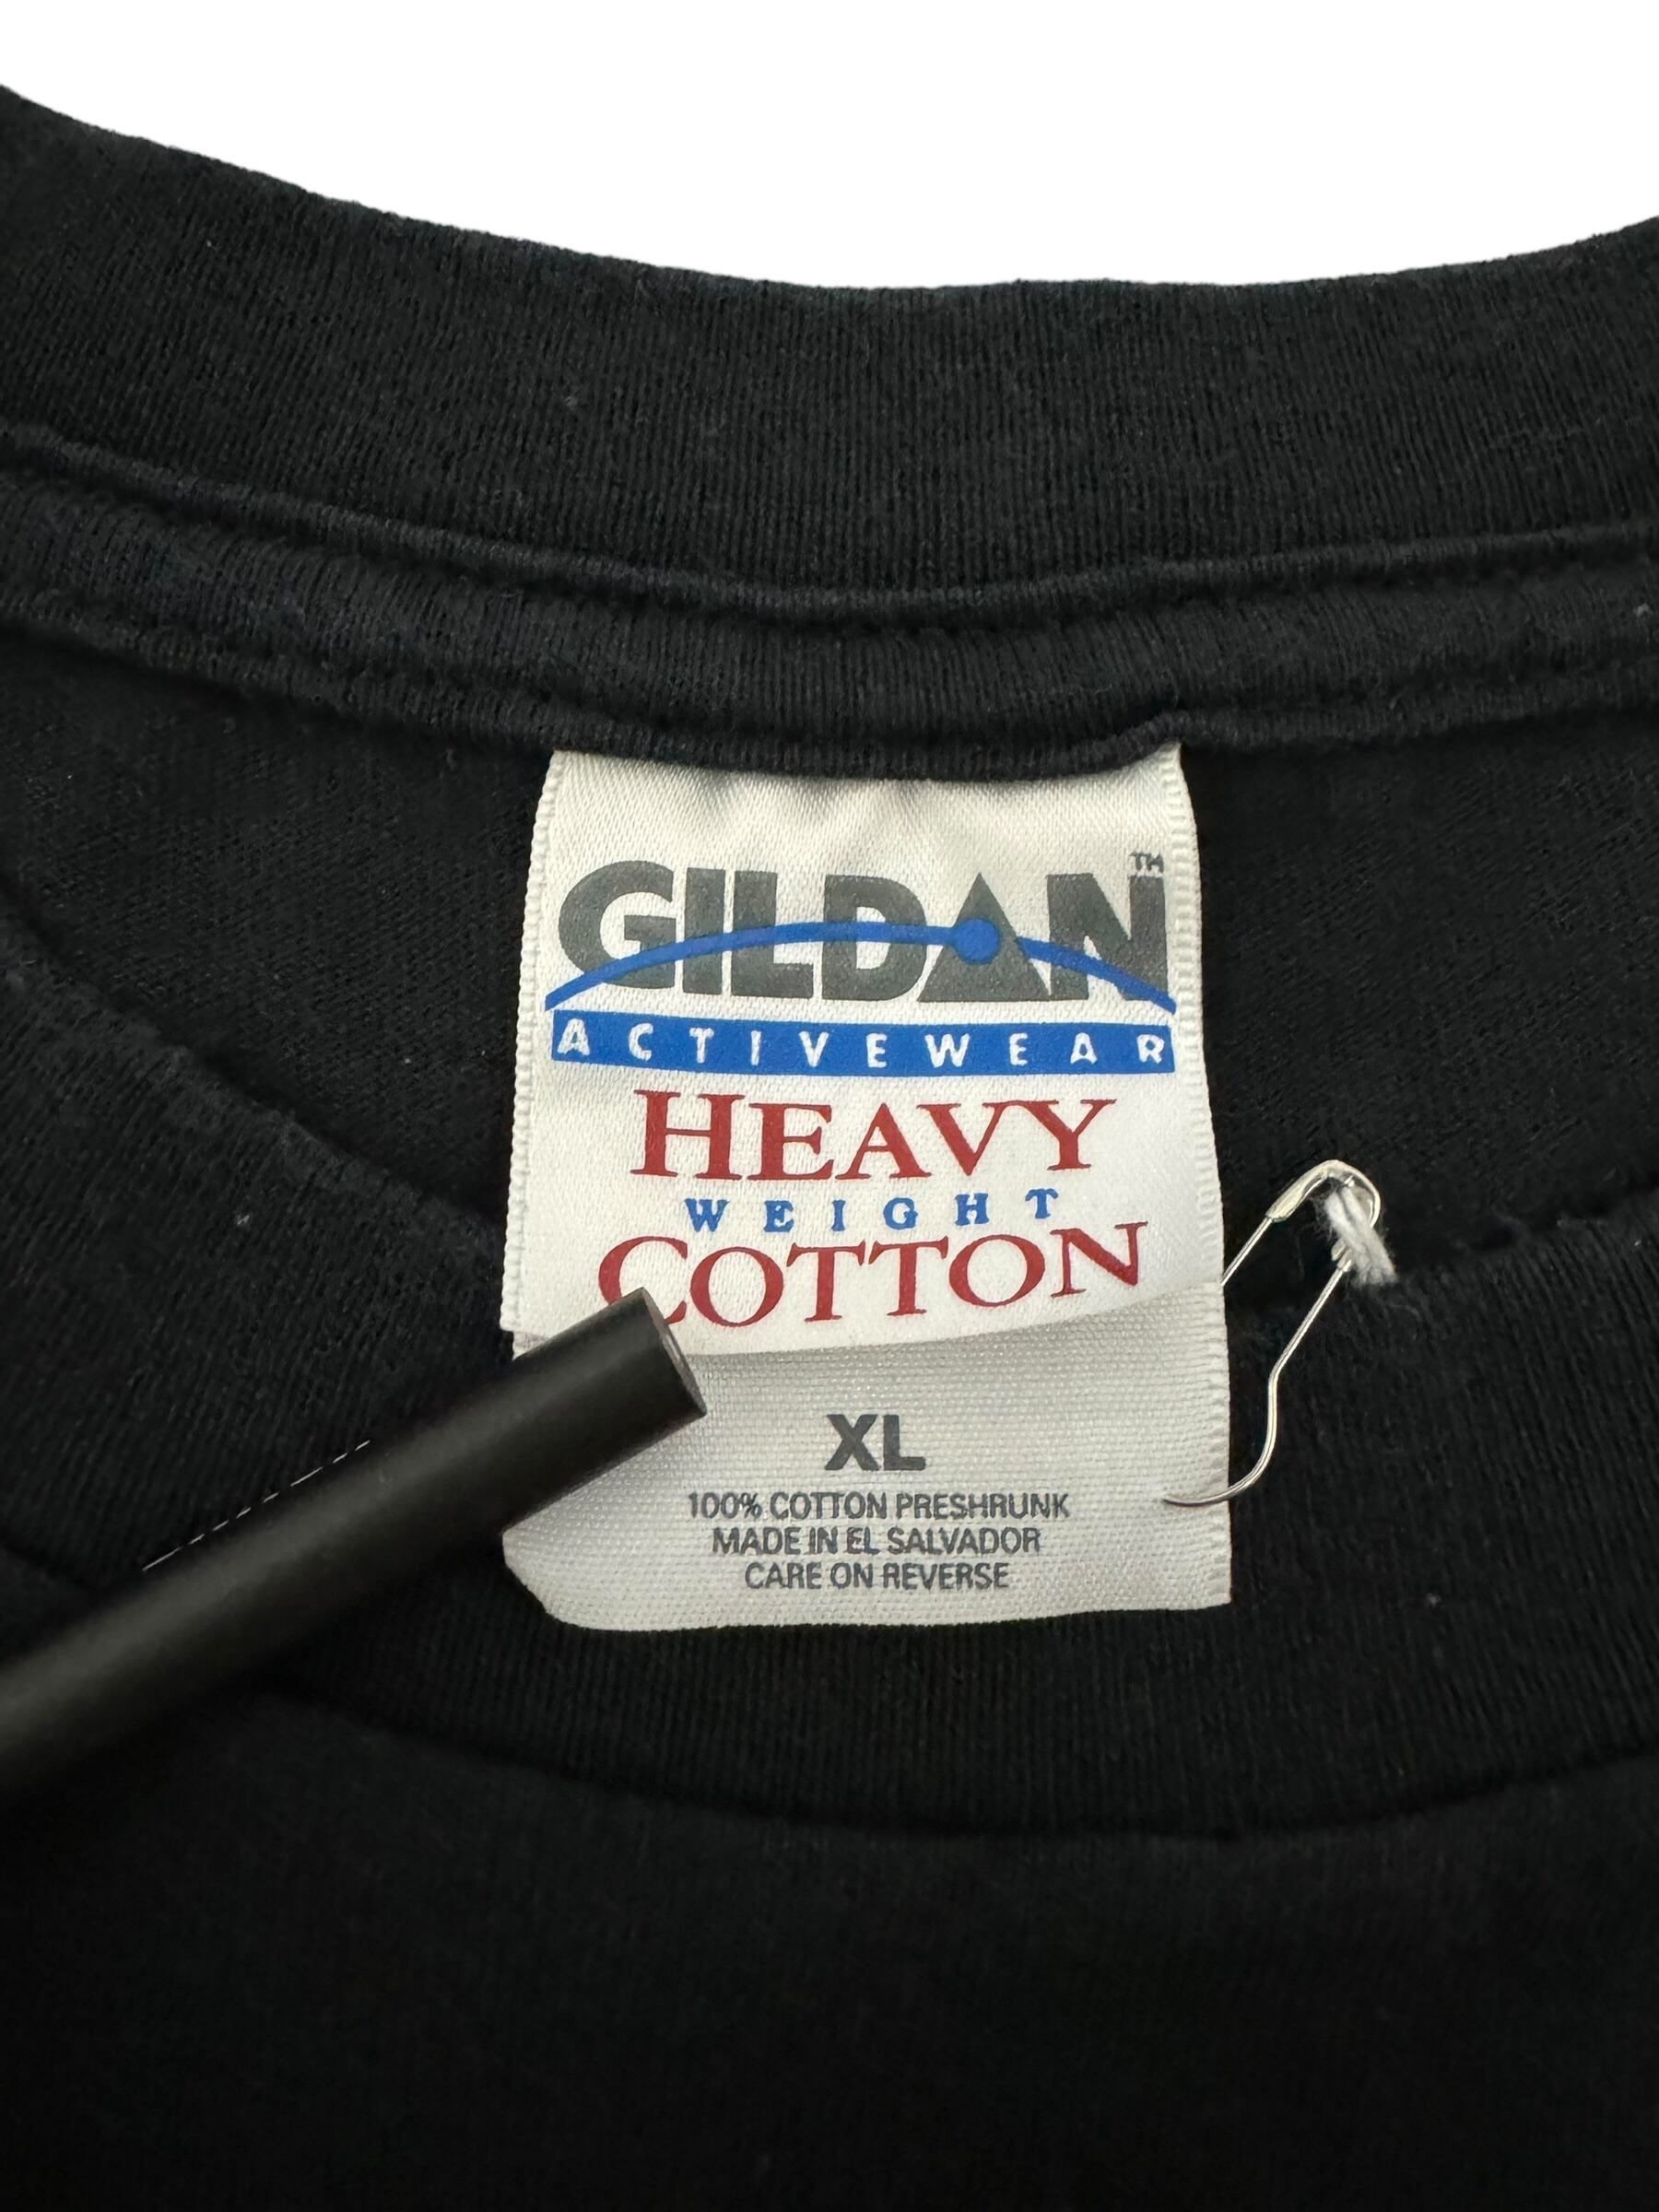 GILDAN™
ACTIVEWEAR
HEAVY
WEIGHT
COTTON
XL
100% COTTON PRESHRUNK
MADE IN EL SALVADOR
CARE ON REVERSE